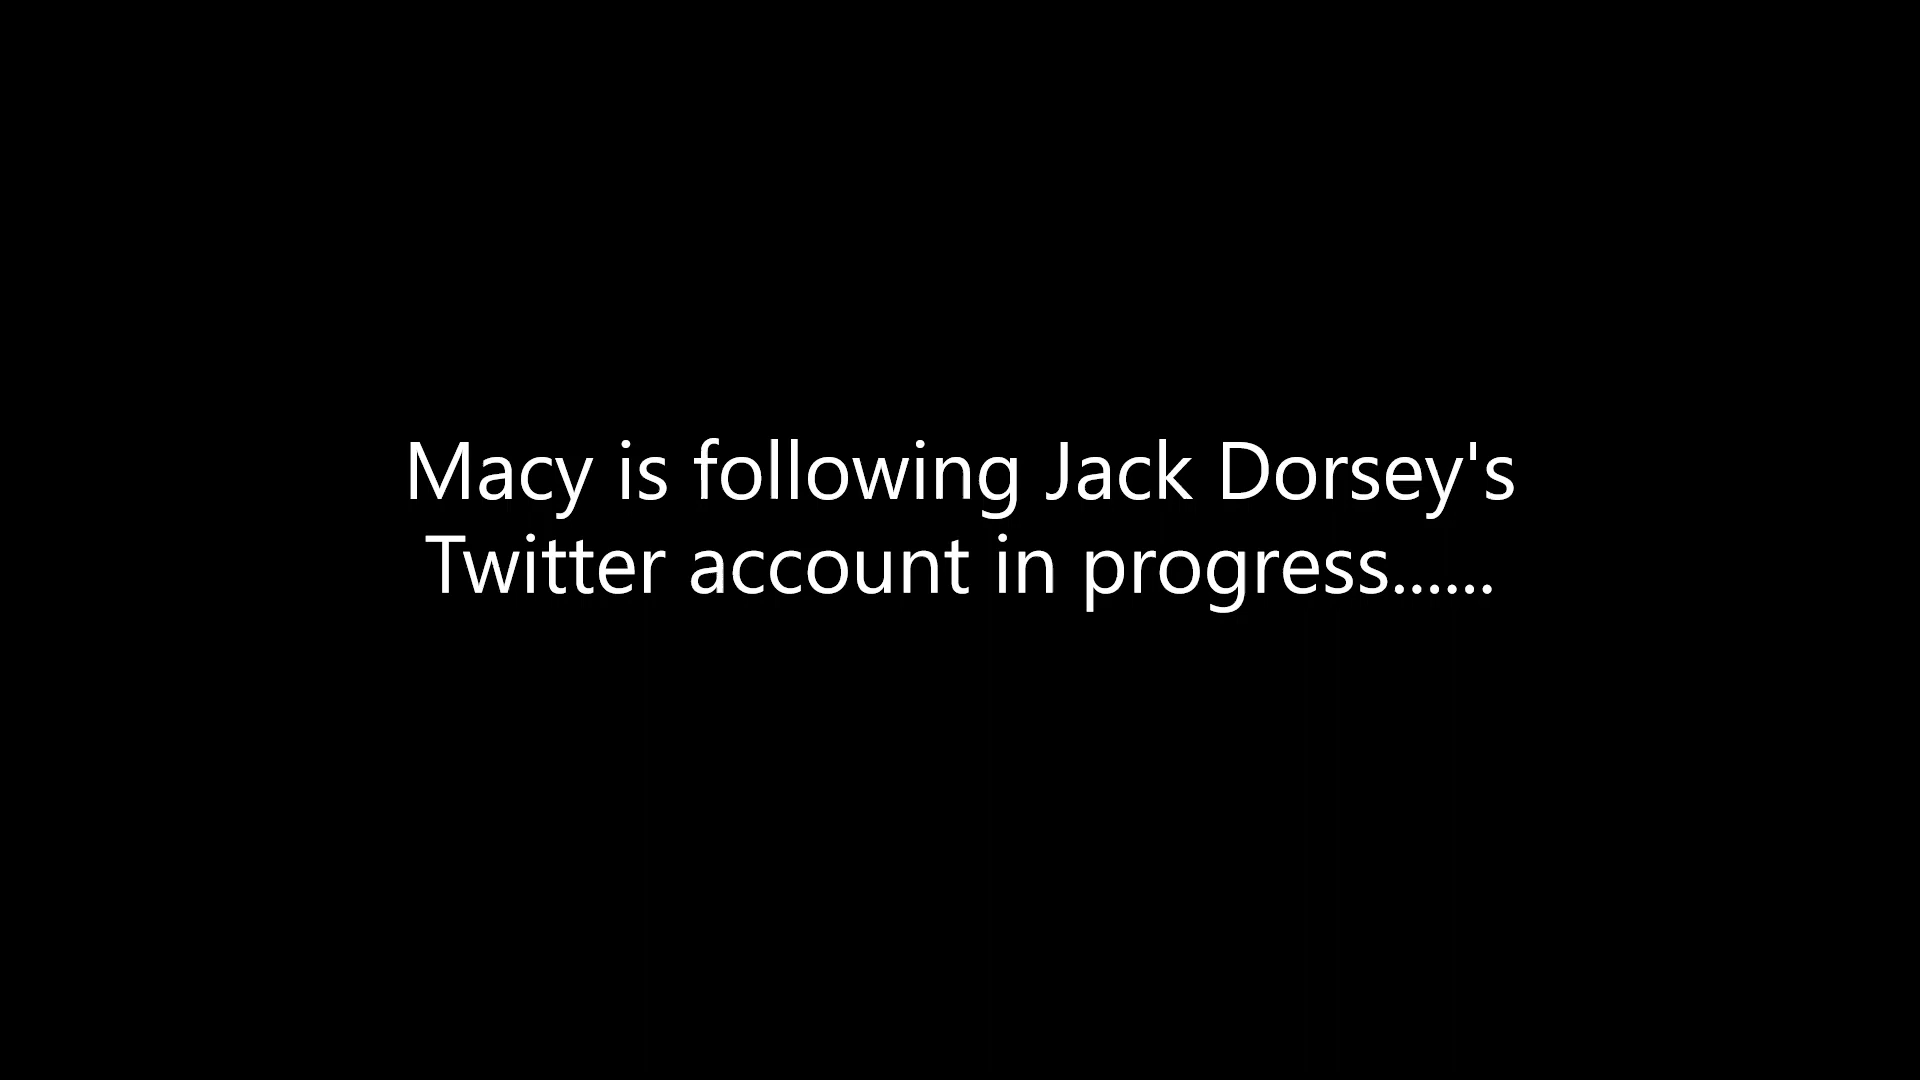 Macy is following Jack Dorsey's
Twitter account in progress......